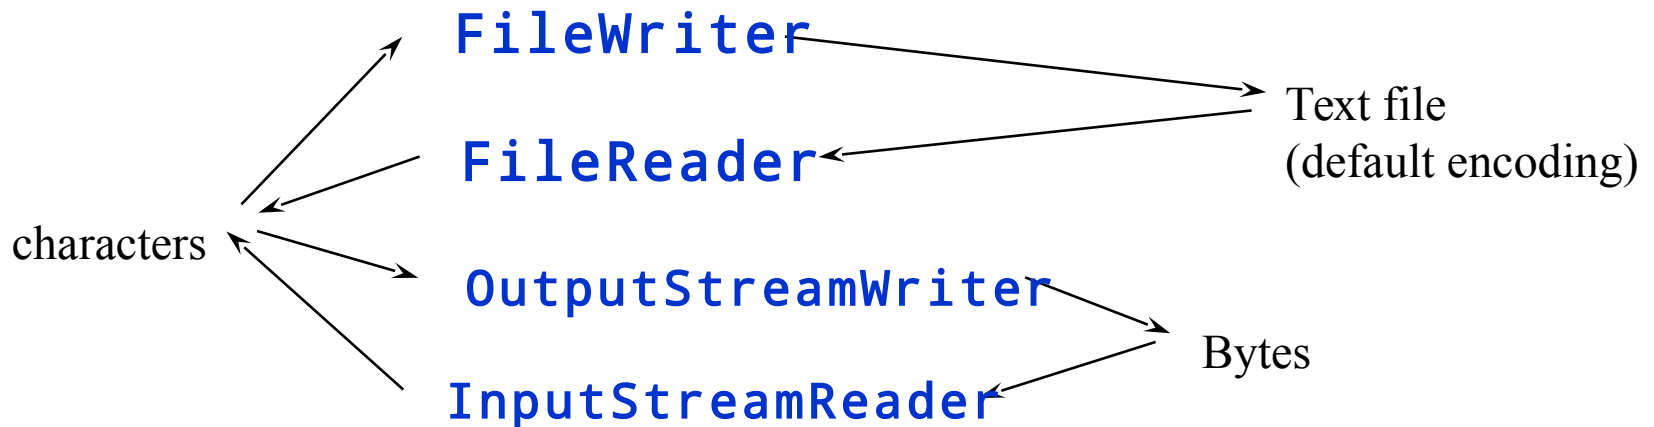 FileWriter
Text file
(default encoding)
FileReader
characters
OutputStreamWriter
Bytes
InputStreamReader